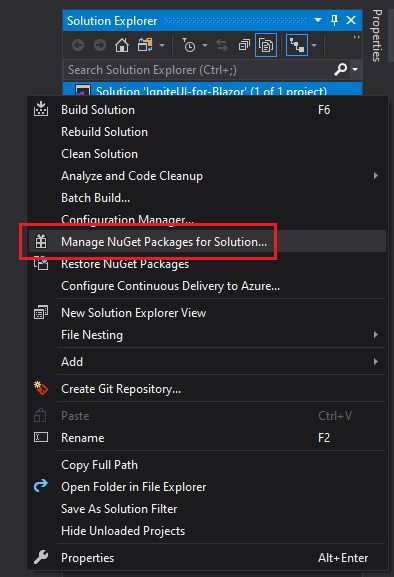 Solution Explorer
Search Solution Explorer (Ctrl+;)
Solution 'IgniteUI-for-Blazor' (1 of 1 project)
Properties
Build Solution F6
Rebuild Solution
Clean Solution
Analyze and Code Cleanup
Batch Build...
Configuration Manager...
Manage NuGet Packages for Solution...
Restore NuGet Packages
Configure Continuous Delivery to Azure...
New Solution Explorer View
File Nesting
Add
Create Git Repository...
Paste Ctrl+V
Rename F2
Copy Full Path
Open Folder in File Explorer
Save As Solution Filter
Hide Unloaded Projects
Properties Alt+Enter